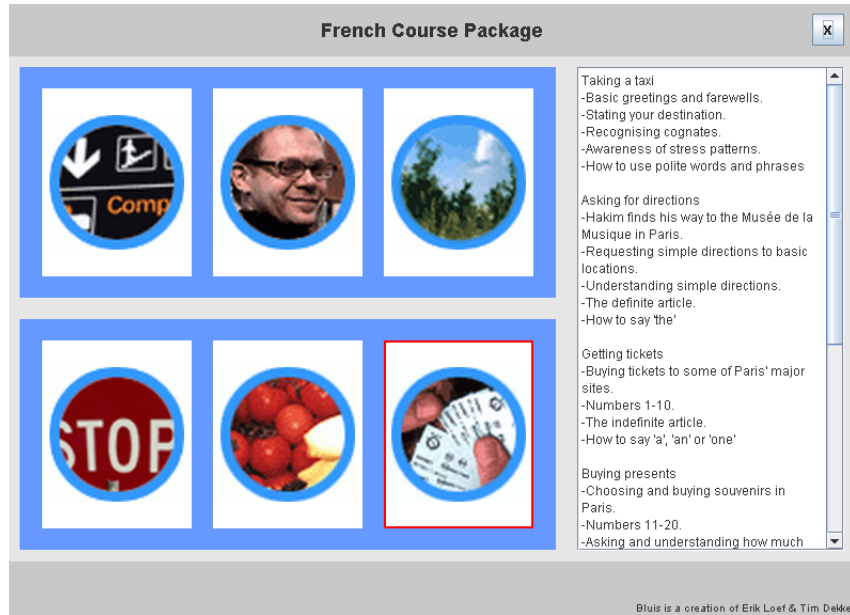 French Course Package
x
Comp
STOP
Taking a taxi
-Basic greetings and farewells.
-Stating your destination.
-Recognising cognates.
-Awareness of stress patterns.
-How to use polite words and phrases
Asking for directions
-Hakim finds his way to the Musée de la
Musique in Paris.
-Requesting simple directions to basic
locations.
-Understanding simple directions.
-The definite article.
-How to say 'the'
Getting tickets
-Buying tickets to some of Paris' major
sites.
-Numbers 1-10.
-The indefinite article.
-How to say 'a', 'an' or 'one'
Buying presents
-Choosing and buying souvenirs in
Paris.
-Numbers 11-20.
-Asking and understanding how much
Bluis is a creation of Erik Loef & Tim Dekke